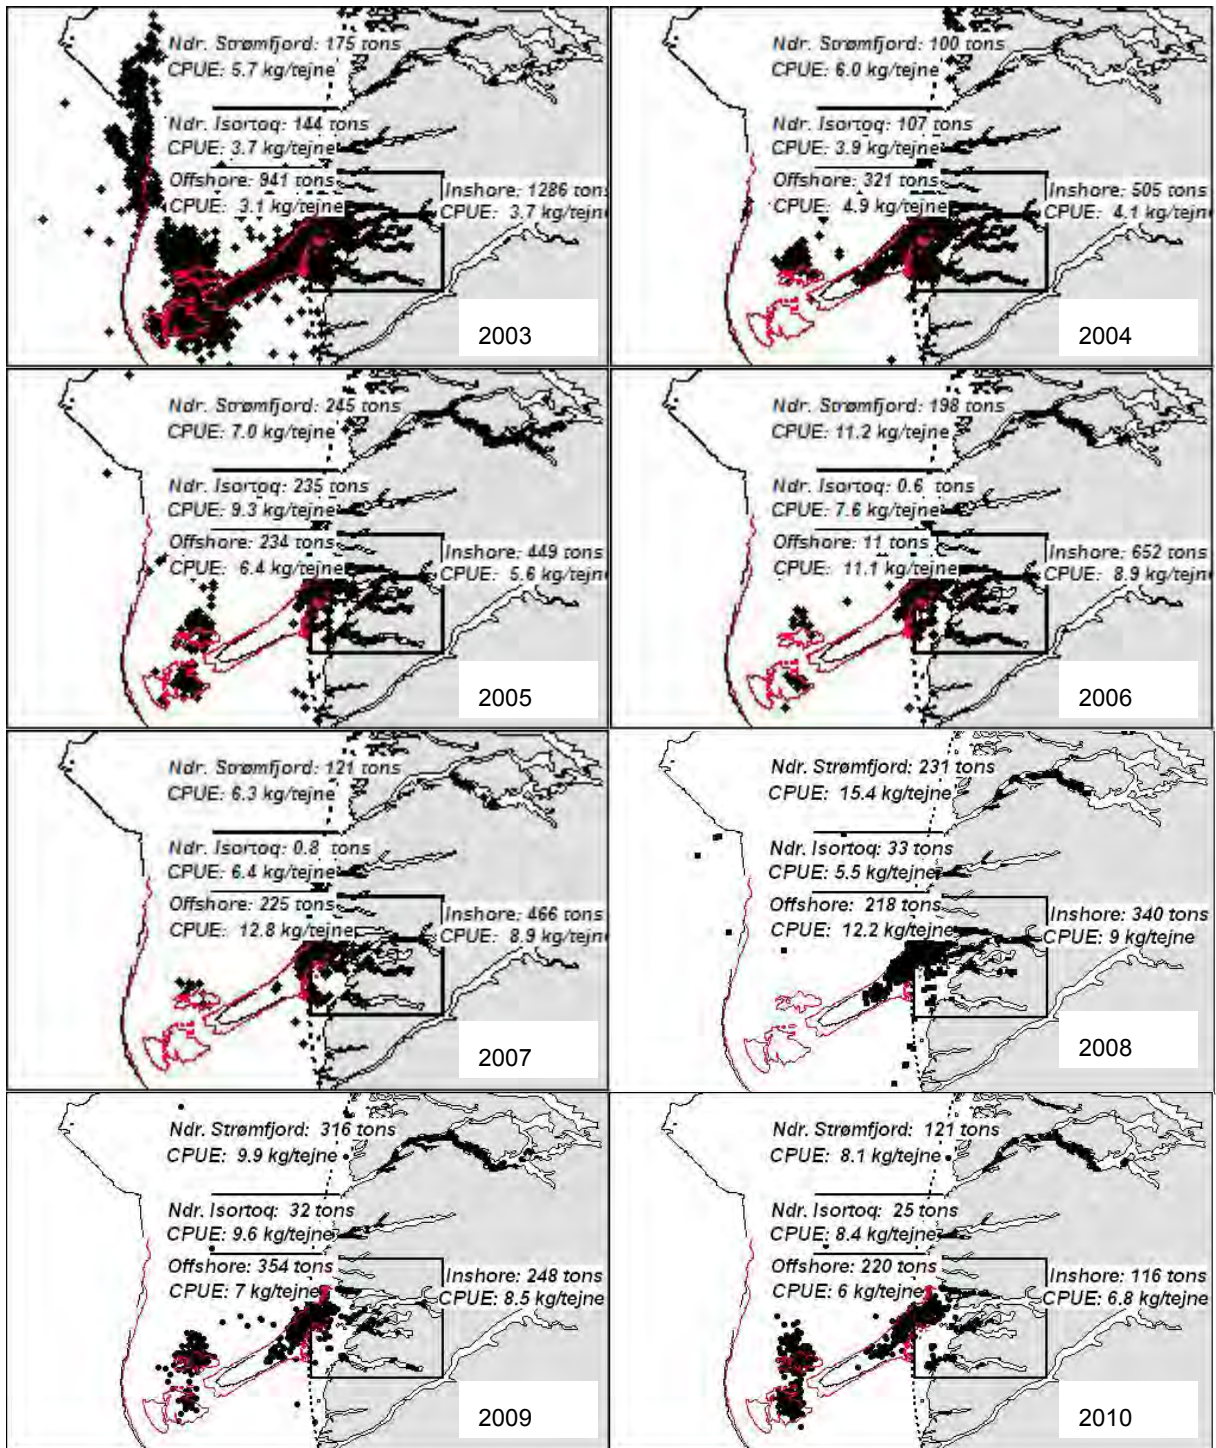 Ndr. Strømfjord: 175 tons
CPUE: 5.7 kg/tejne
Ndr. Isortoq: 144 tons
CPUE: 3.7 kg/tejne
Offshore: 941 tons
CPUE: 3.1 kg/tejne
Inshore: 1286 tons
CPUE: 3.7 kg/tejne
2003
Ndr. Strømfjord: 100 tons
CPUE: 6.0 kg/tejne
Ndr. Isortoq: 107 tons
CPUE: 3.9 kg/tejne
Offshore: 321 tons
CPUE: 4.9 kg/tejne
Inshore: 505 tons
CPUE: 4.1 kg/tejne
2004
Ndr. Strømfjord: 245 tons
CPUE: 7.0 kg/tejne
Ndr. Isortoq: 235 tons
CPUE: 9.3 kg/tejne
Offshore: 234 tons
CPUE: 6.4 kg/tejne
Inshore: 449 tons
CPUE: 5.6 kg/tejne
2005
Ndr. Strømfjord: 198 tons
CPUE: 11.2 kg/tejne
Ndr. Isortoq: 0.6 tons
CPUE: 7.6 kg/tejne
Offshore: 11 tons
CPUE: 11.1 kg/tejne
Inshore: 652 tons
CPUE: 8.9 kg/tejne
2006
Ndr. Strømfjord: 121 tons
CPUE: 6.3 kg/tejne
Ndr. Isortoq: 0.8 tons
CPUE: 6.4 kg/tejne
Offshore: 225 tons
CPUE: 12.8 kg/tejne
Inshore: 466 tons
CPUE: 8.9 kg/tejne
2007
Ndr. Strømfjord: 231 tons
CPUE: 15.4 kg/tejne
Ndr. Isortoq: 33 tons
CPUE: 5.5 kg/tejne
Offshore: 218 tons
CPUE: 12.2 kg/tejne
Inshore: 340 tons
CPUE: 9 kg/tejne
2008
Ndr. Strømfjord: 316 tons
CPUE: 9.9 kg/tejne
Ndr. Isortoq: 32 tons
CPUE: 9.6 kg/tejne
Offshore: 354 tons
CPUE: 7 kg/tejne
Inshore: 248 tons
CPUE: 8.5 kg/tejne
2009
Ndr. Strømfjord: 121 tons
CPUE: 8.1 kg/tejne
Ndr. Isortoq: 25 tons
CPUE: 8.4 kg/tejne
Offshore: 220 tons
CPUE: 6 kg/tejne
Inshore: 116 tons
CPUE: 6.8 kg/tejne
2010